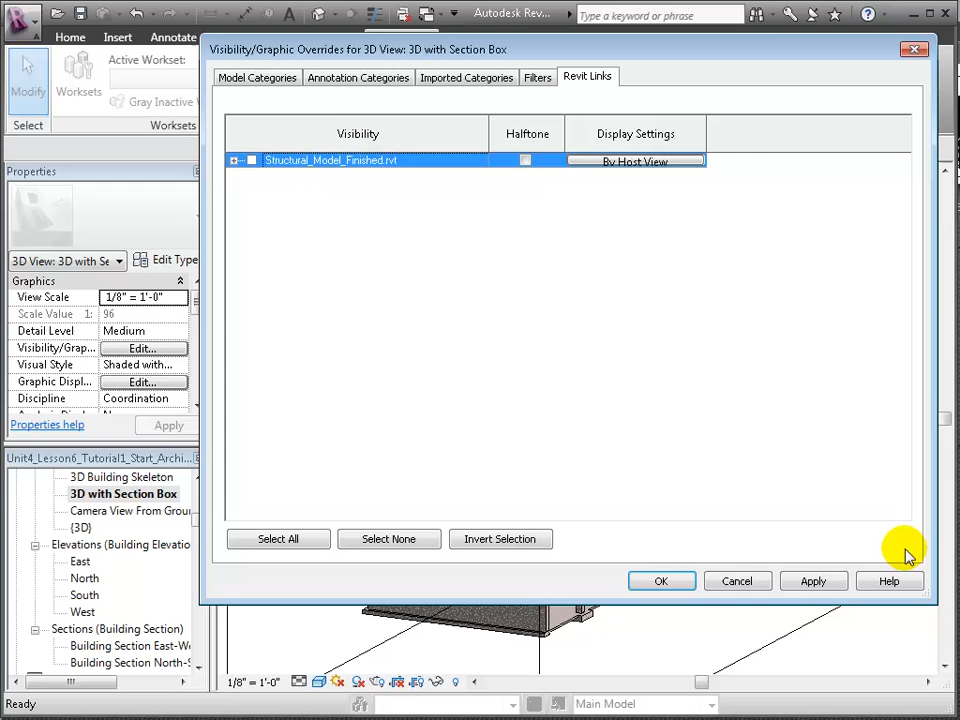 Autodesk Rev...
Type a keyword or phrase
Home
Insert
Annotate
Modify
Worksets
Active Workset:
Gray Inactive
Select
Worksets
Visibility/Graphic Overrides for 3D View: 3D with Section Box
Model Categories
Annotation Categories
Imported Categories
Filters
Revit Links
Visibility
Halftone
Display Settings
Structural_Model_Finished.rvt
By Host View
Select All
Select None
Invert Selection
OK
Cancel
Apply
Help
Properties
3D View: 3D with Se
Edit Type
Graphics
View Scale
1/8" = 1'-0"
Scale Value 1:
96
Detail Level
Medium
Visibility/Grap...
Edit...
Visual Style
Shaded with...
Graphic Displ...
Edit...
Discipline
Coordination
Properties help
Apply
Unit4_Lesson6_Tutorial1_Start_Archi
3D Building Skeleton
3D with Section Box
Camera View From Groun
{3D}
Elevations (Building Elevatio
East
North
South
West
Sections (Building Section)
Building Section East-We
Building Section North-S
1/8" = 1'-0"
Ready
Main Model